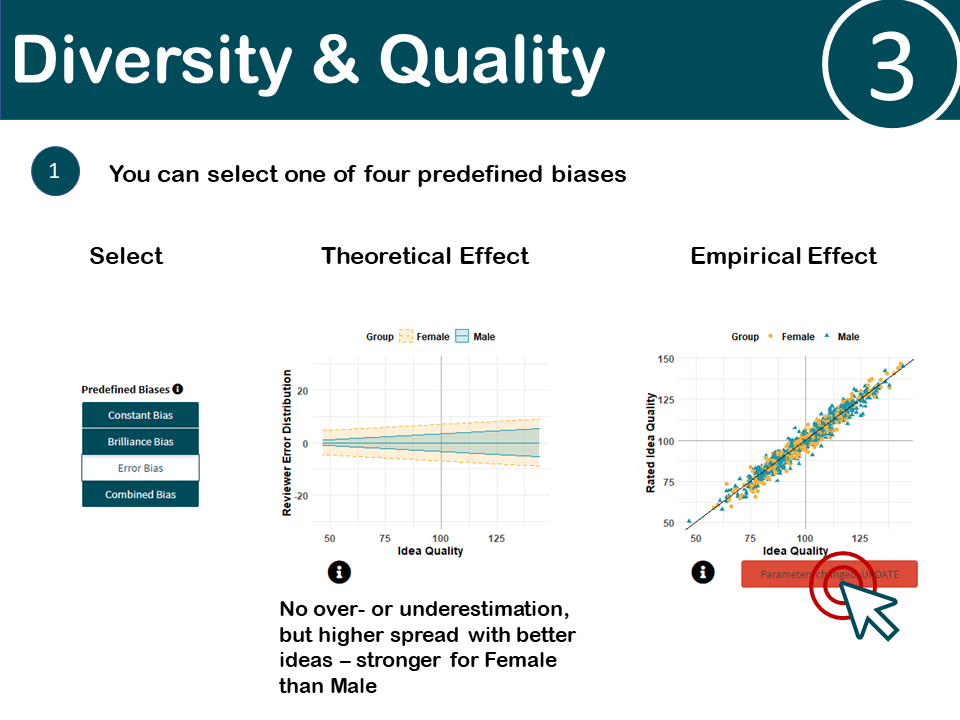 Diversity & Quality
3
1
You can select one of four predefined biases
Select
Theoretical Effect
Empirical Effect
Predefined Biases
Constant Bias
Brilliance Bias
Error Bias
Combined Bias
Group Female Male
Reviewer Error Distribution
20
0
-20
50 75 100 125
Idea Quality
No over- or underestimation,
but higher spread with better
ideas – stronger for Female
than Male
Group Female Male
Rated Idea Quality
150
125
100
75
50
50 75 100 125
Idea Quality
Parameters changed: UPDATE